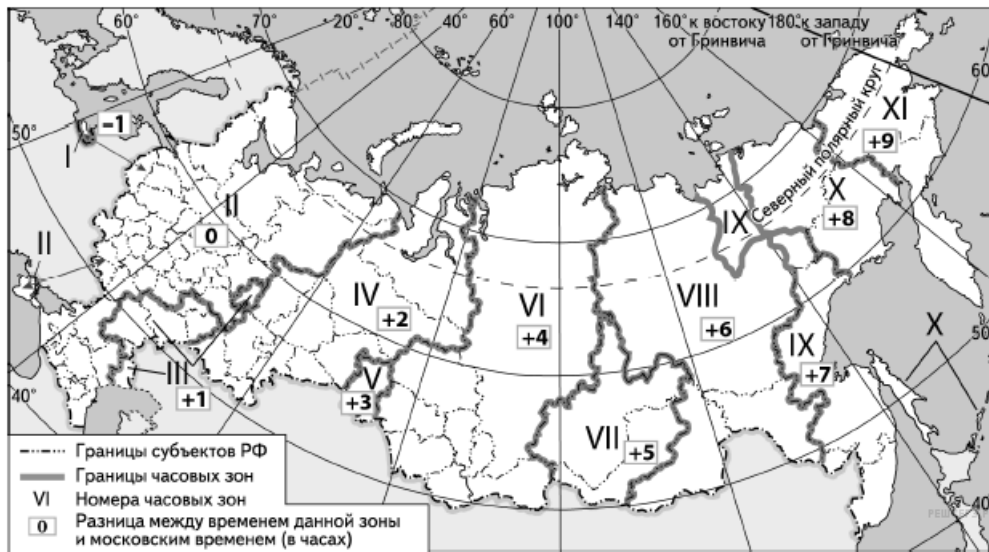 60° 70° 20° 80° 40° 60° 100° 140° 160° к востоку 180° к западу
от Гринвича от Гринвича
60°
50°
–1
I
Северный полярный круг
XI
+9
II
0
X
+8
IX
II
IV
+2
VI
+4
VIII
+6
X
50
IX
+7
III
+1
V
+3
VII
+5
40°
40
Границы субъектов РФ
Границы часовых зон
VI Номера часовых зон
0 Разница между временем данной зоны
и московским временем (в часах)